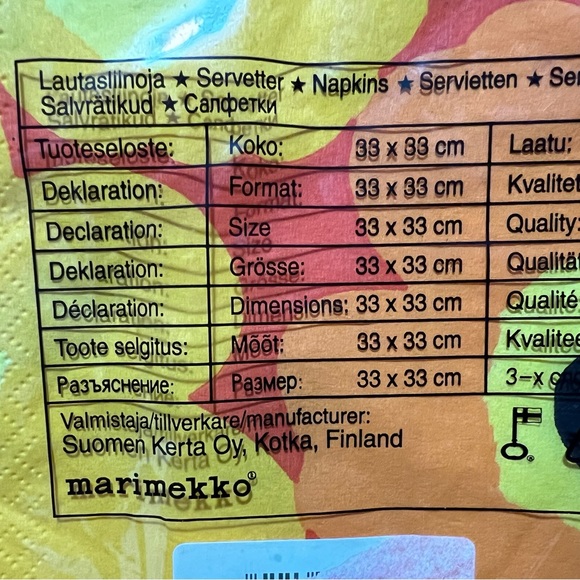 Lautasliinoja ★ Servetter ★ Napkins ★ Servietten ★ Ser
Salvrätikud ★ Салфетки
Tuoteseloste: Koko: 33 x 33 cm Laatu:
Deklaration: Format: 33 x 33 cm Kvalitet
Declaration: Size 33 x 33 cm Quality:
Deklaration: Grösse: 33 x 33 cm Qualität
Déclaration: Dimensions: 33 x 33 cm Qualité
Toote selgitus: Mõõt: 33 x 33 cm Kvalitee
Разъяснение: Размер: 33 x 33 cm 3-х
Valmistaja/tillverkare/manufacturer:
Suomen Kerta Oy, Kotka, Finland
marimekko®